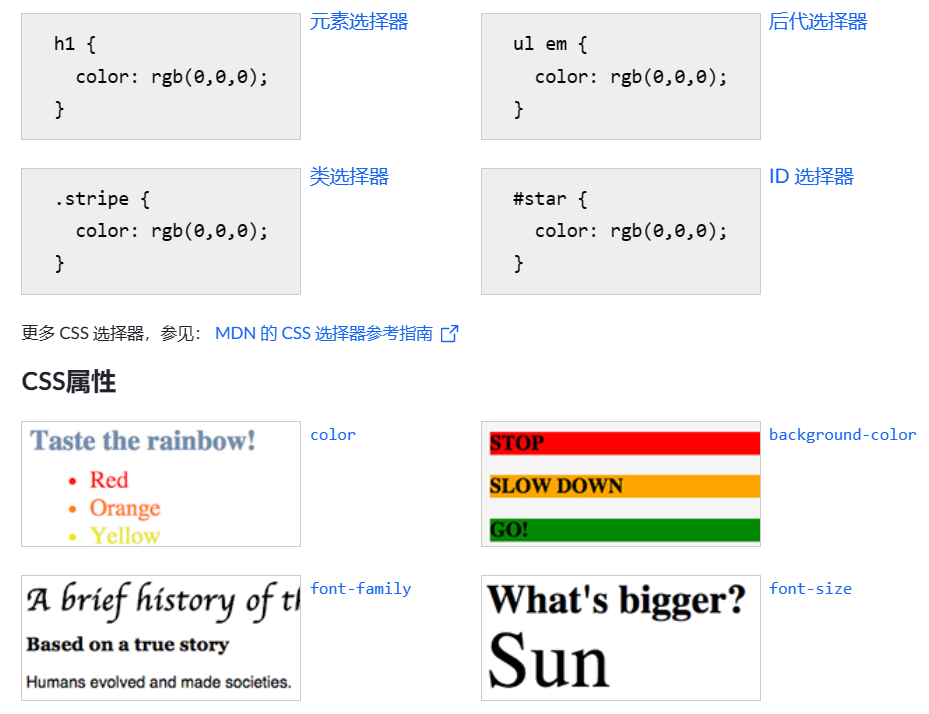 h1 {
  color: rgb(0,0,0);
}
元素选择器
ul em {
  color: rgb(0,0,0);
}
后代选择器
.stripe {
  color: rgb(0,0,0);
}
类选择器
#star {
  color: rgb(0,0,0);
}
ID 选择器
更多 CSS 选择器，参见： MDN 的 CSS 选择器参考指南
CSS属性
Taste the rainbow!
• Red
• Orange
• Yellow
color
STOP
SLOW DOWN
GO!
background-color
A brief history of th
Based on a true story
Humans evolved and made societies.
font-family
What's bigger?
Sun
font-size